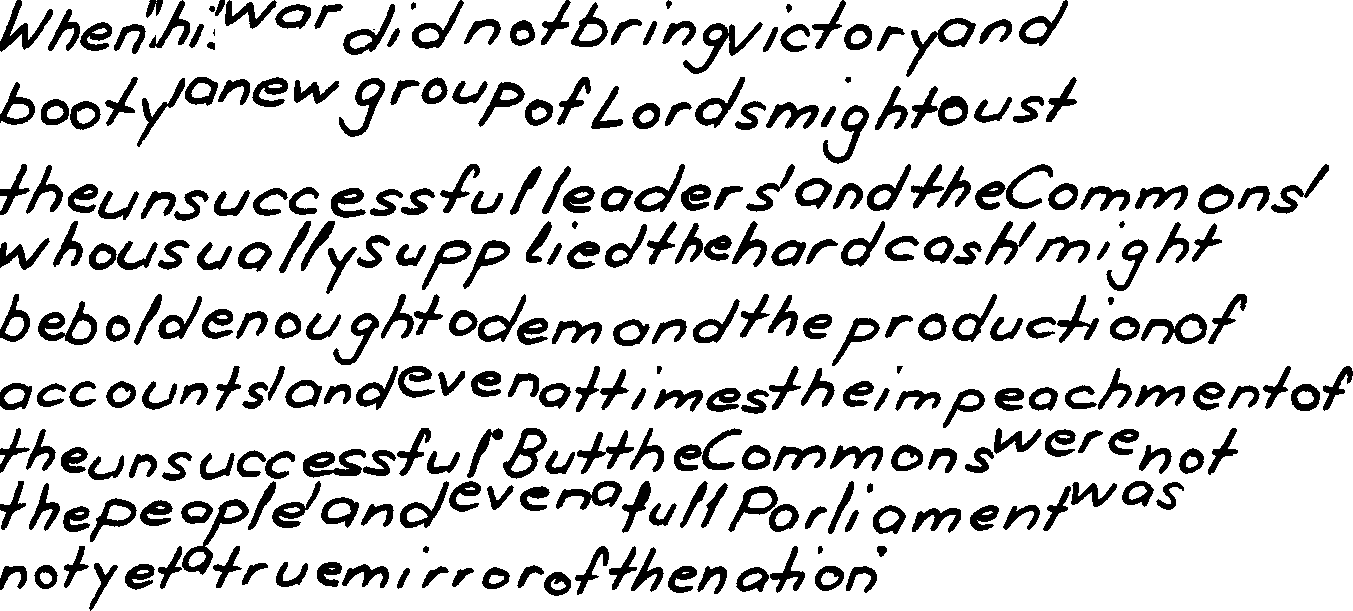 When war did not bring victory and
booty, a new group of Lords might oust
the unsuccessful leaders, and the Commons,
who usually supplied the hard cash, might
be bold enough to demand the production of
accounts, and even at times the impeachment of
the unsuccessful. But the Commons were not
the people, and even a full Parliament was
not yet a true mirror of the nation.